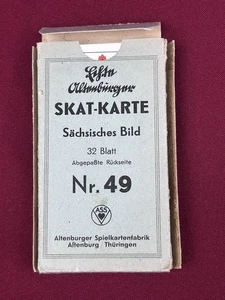 Echte
Altenburger
SKAT-KARTE
Sächsisches Bild
32 Blatt
Abgepaßte Rückseite
Nr. 49
ASS
Altenburger Spielkartenfabrik
Altenburg Thüringen